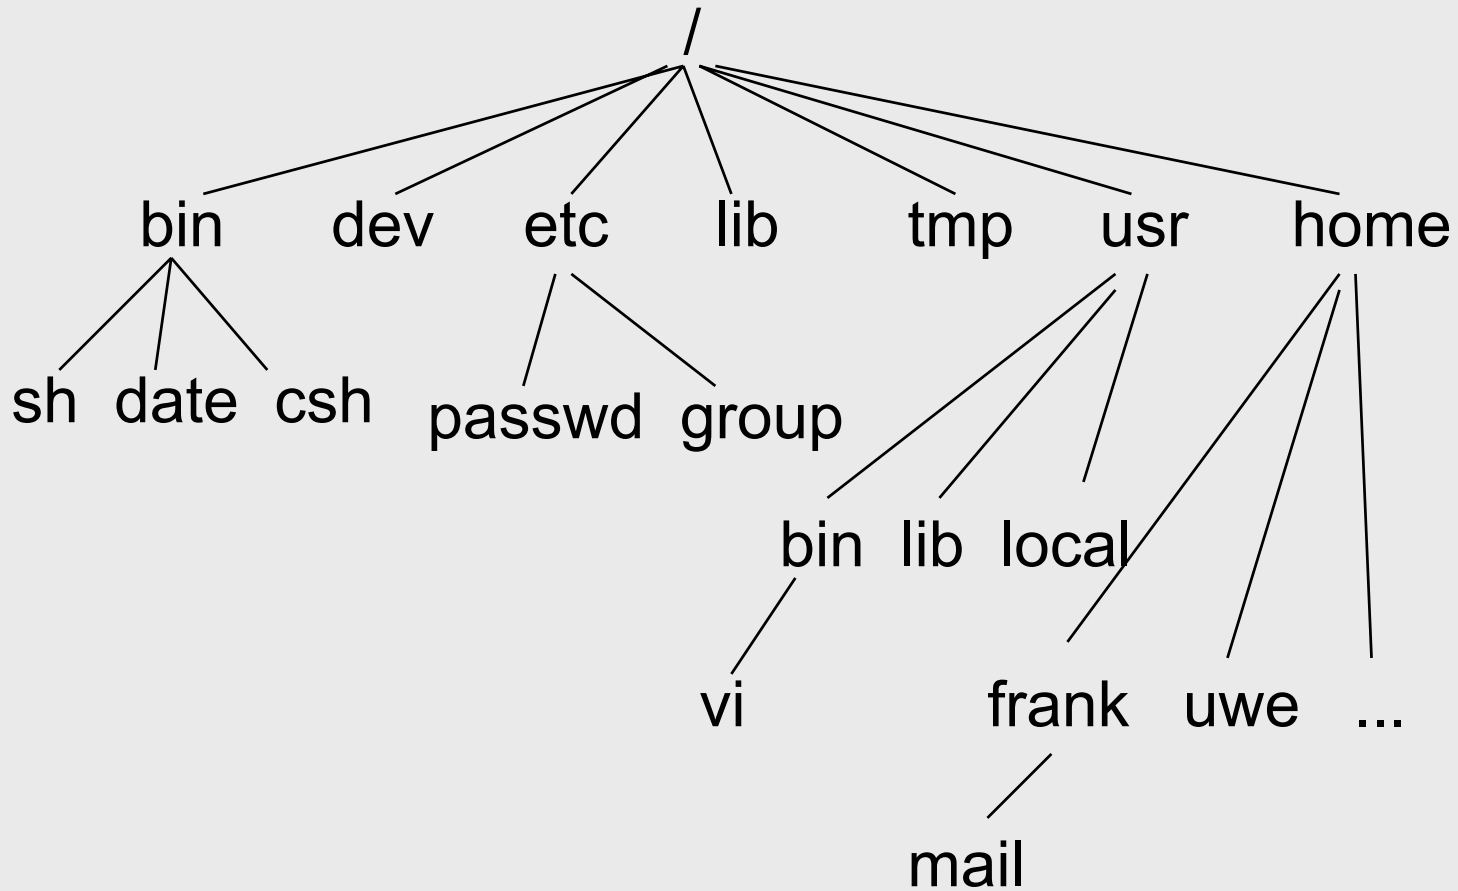 /
bin dev etc lib tmp usr home
sh date csh passwd group
bin lib local
vi frank uwe ...
mail